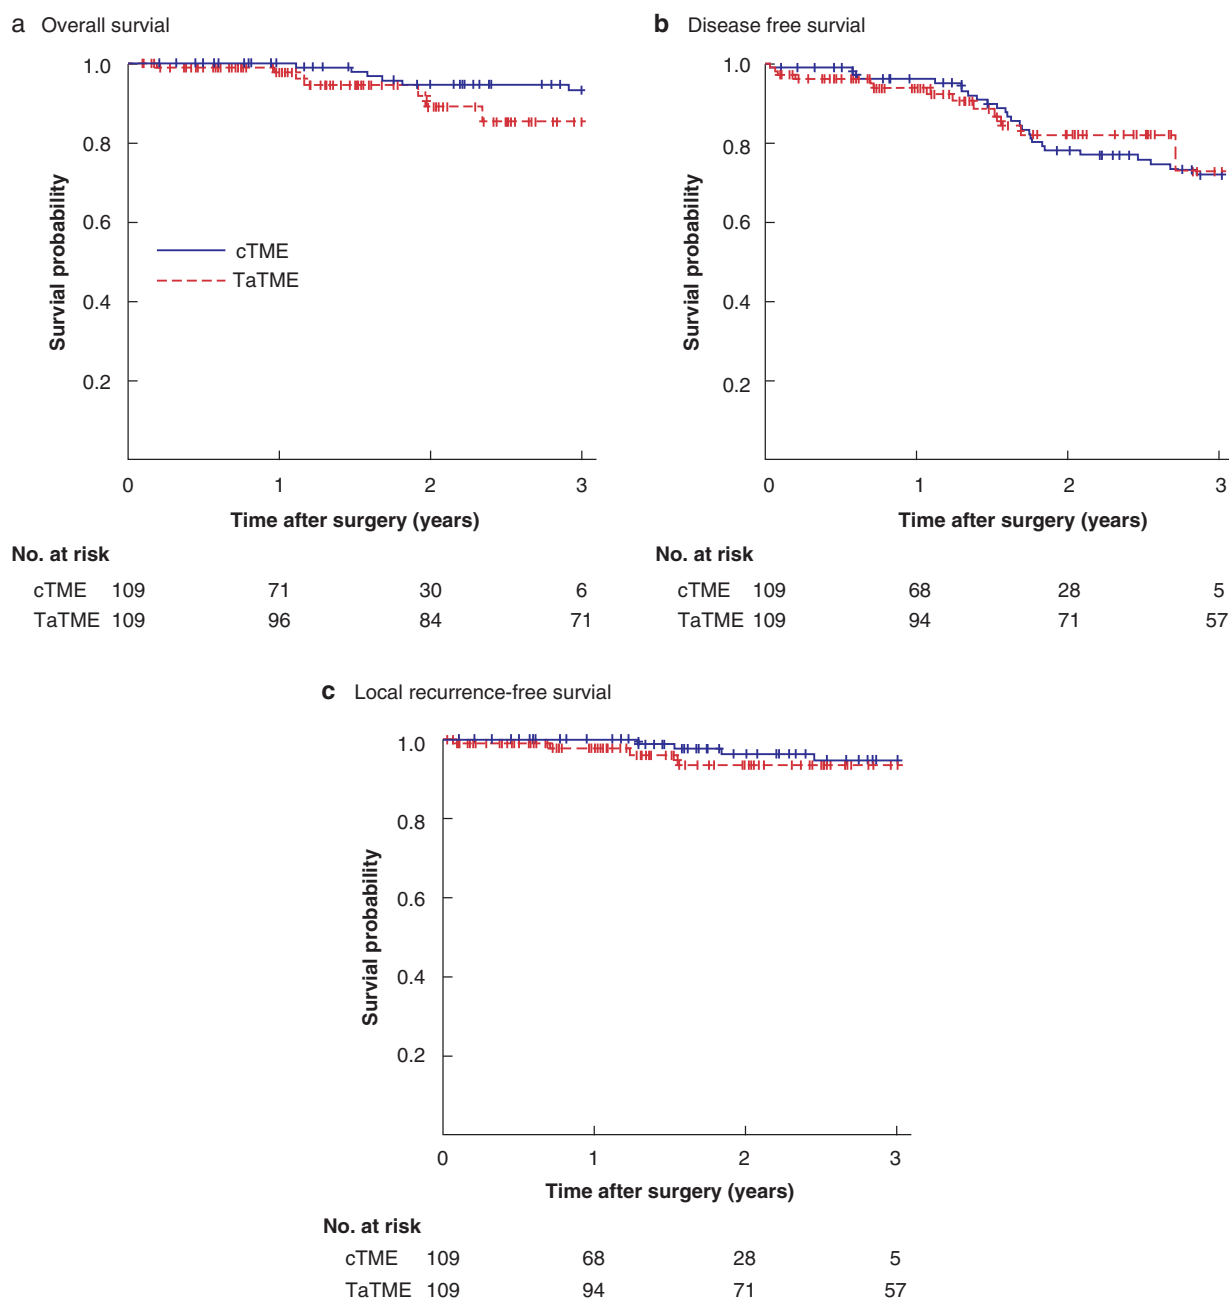 a Overall survial
1.0
0.8
0.6
0.4
0.2
Survial probability
cTME
TaTME
0 1 2 3
Time after surgery (years)
No. at risk
cTME 109 71 30 6
TaTME 109 96 84 71
b Disease free survial
1.0
0.8
0.6
0.4
0.2
Survial probability
0 1 2 3
Time after surgery (years)
No. at risk
cTME 109 68 28 5
TaTME 109 94 71 57
c Local recurrence-free survial
1.0
0.8
0.6
0.4
0.2
Survial probability
0 1 2 3
Time after surgery (years)
No. at risk
cTME 109 68 28 5
TaTME 109 94 71 57